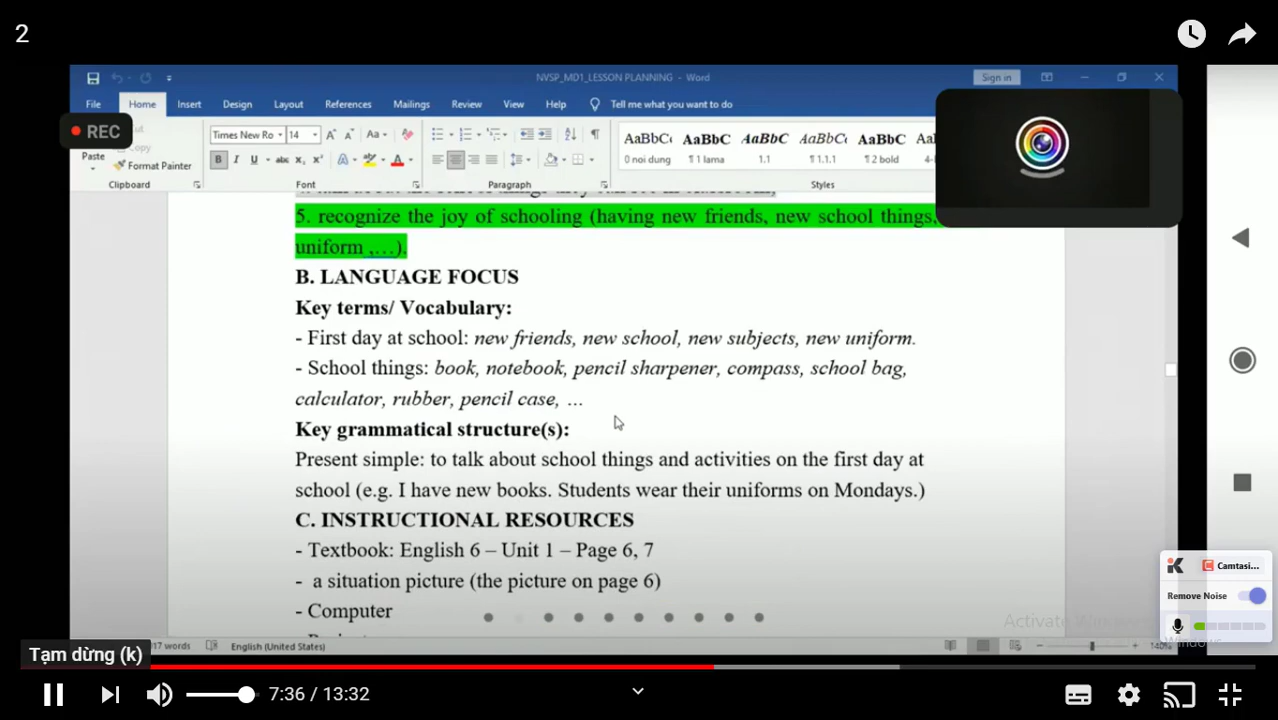 2
NVSP_MD1_LESSON PLANNING - Word
Sign in
File Home Insert Design Layout References Mailings Review View Help Tell me what you want to do
REC
Paste
Format Painter
Clipboard
Times New Ro 14
Font
Paragraph
AaBbC 0 noi dung
AaBbC ¶ 1 lama
AaBbC 1.1
AaBbC ¶ 1.1.1
AaBbC ¶ 2 bold
Styles
5. recognize the joy of schooling (having new friends, new school things,
uniform ,…).
B. LANGUAGE FOCUS
Key terms/ Vocabulary:
- First day at school: new friends, new school, new subjects, new uniform.
- School things: book, notebook, pencil sharpener, compass, school bag,
calculator, rubber, pencil case, …
Key grammatical structure(s):
Present simple: to talk about school things and activities on the first day at
school (e.g. I have new books. Students wear their uniforms on Mondays.)
C. INSTRUCTIONAL RESOURCES
- Textbook: English 6 – Unit 1 – Page 6, 7
- a situation picture (the picture on page 6)
- Computer
Camtasi...
Remove Noise
Activate Windows
Tạm dừng (k)
words
English (United States)
140%
7:36 / 13:32